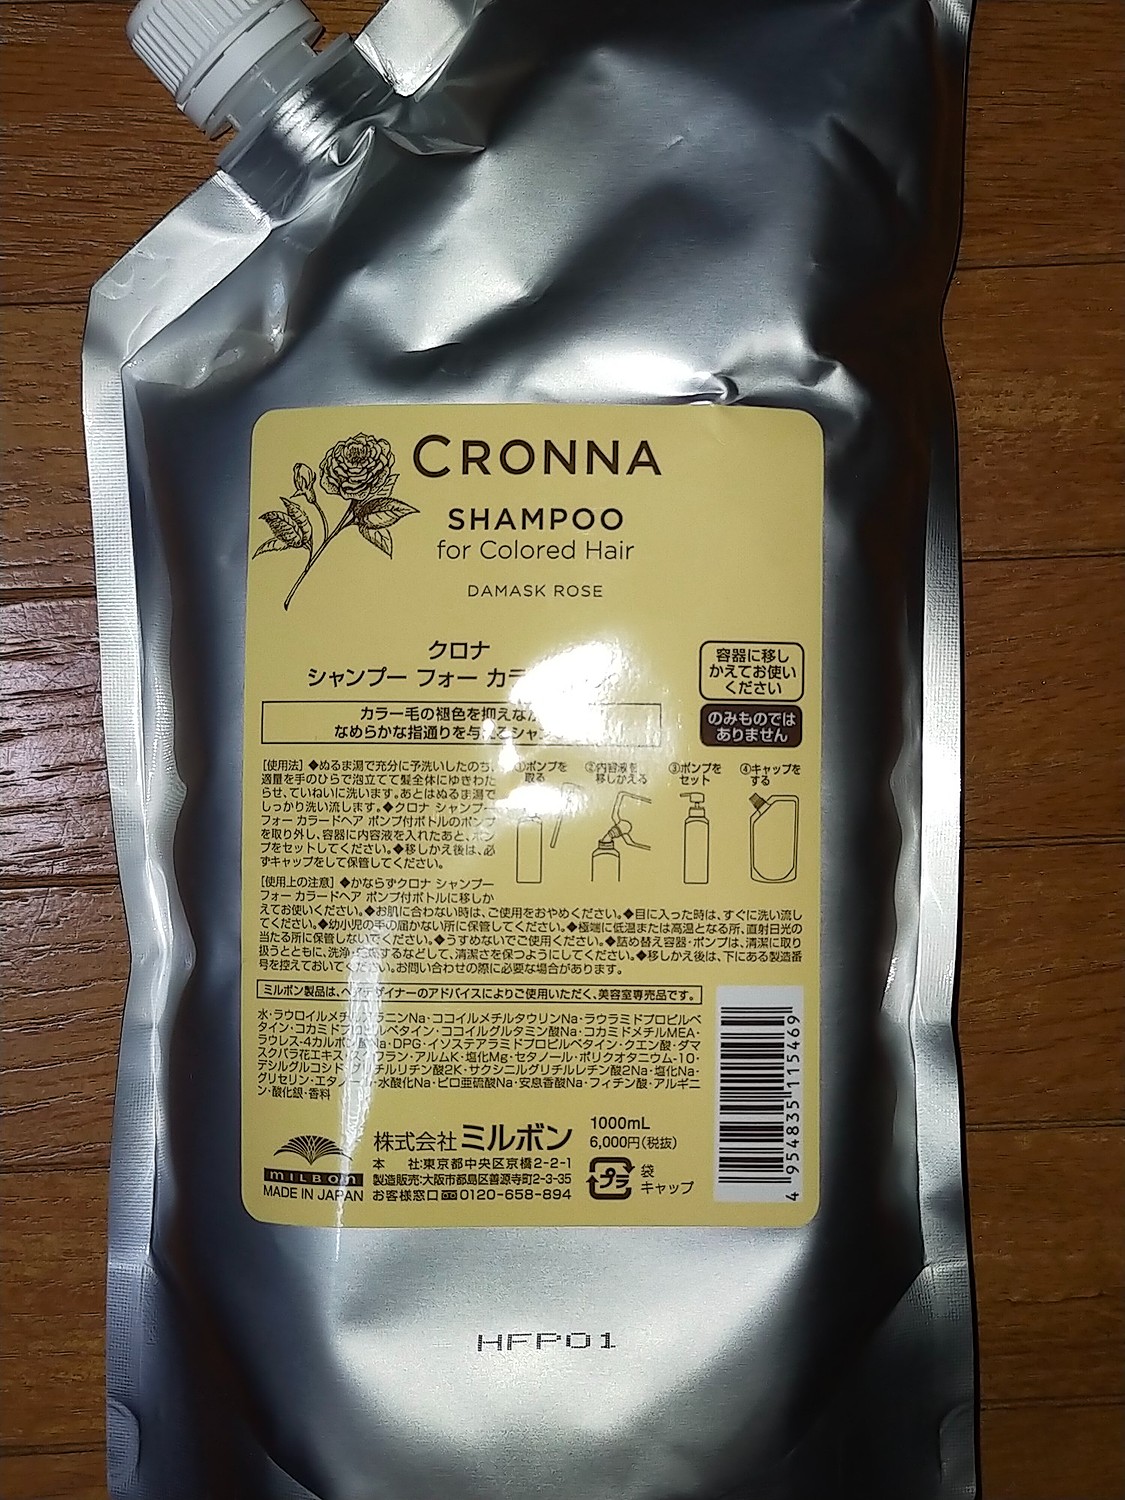 CRONNA
SHAMPOO
for Colored Hair
DAMASK ROSE
クロナ
シャンプー フォー カラ
容器に移し
かえてお使い
ください
のみものでは
ありません
カラー毛の褪色を抑えなが
なめらかな指通りを与えるシャン
[使用法] ◆ぬるま湯で充分に予洗いしたのち、
適量を手のひらで泡立てて髪全体にゆきわた
らせ、ていねいに洗います。あとはぬるま湯で
しっかり洗い流します。◆クロナ シャンプー
フォー カラードヘア ポンプ付ボトルのポンプ
を取り外し、容器に内容液を入れたあと、ポン
プをセットしてください。◆移しかえ後は、必
ずキャップをして保管してください。
①ポンプを
取る
②内容液を
移しかえる
③ポンプを
セット
④キャップを
する
[使用上の注意] ◆かならずクロナ シャンプー
フォー カラードヘア ポンプ付ボトルに移しか
えてお使いください。◆お肌に合わない時は、ご使用をおやめください。◆目に入った時は、すぐに洗い流し
てください。◆幼小児の手の届かない所に保管してください。◆極端に低温または高温となる所、直射日光の
当たる所に保管しないでください。◆うすめないでご使用ください。◆詰め替え容器・ポンプは、清潔に取り
扱うとともに、洗浄・乾燥するなどして、清潔さを保つようにしてください。◆移しかえ後は、下にある製造番
号を控えておいてください。お問い合わせの際に必要な場合があります。
ミルボン製品は、ヘアデザイナーのアドバイスによりご使用いただく、美容室専売品です。
水・ラウロイルメチルアラニンNa・ココイルメチルタウリンNa・ラウラミドプロピルベ
タイン・コカミドプロピルベタイン・ココイルグルタミン酸Na・コカミドメチルMEA・
ラウレス-4カルボン酸Na・DPG・イソステアラミドプロピルベタイン・クエン酸・ダマ
スクバラ花エキス・スクワラン・アルムK・塩化Mg・セタノール・ポリクオタニウム-10・
デシルグルコシド・グリチルリチン酸2K・サクシニルグリチルレチン酸2Na・塩化Na・
グリセリン・エタノール・水酸化Na・ピロ亜硫酸Na・安息香酸Na・フィチン酸・アルギニ
ン・酸化銀・香料
milbon
MADE IN JAPAN
株式会社ミルボン
本 社:東京都中央区京橋2-2-1
製造販売:大阪市都島区善源寺町2-3-35
お客様窓口 0120-658-894
1000mL
6,000円(税抜)
プラ
袋
キャップ
4 954835 115469
HFP01